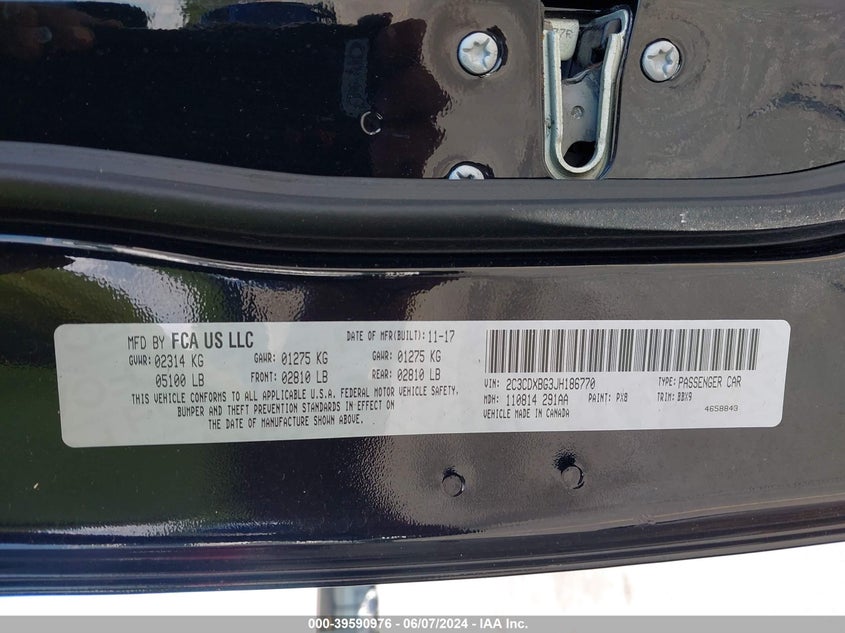 7R
MFD BY FCA US LLC
DATE OF MFR(BUILT): 11-17
GVWR: 02314 KG GAWR: 01275 KG GAWR: 01275 KG
05100 LB FRONT: 02810 LB REAR: 02810 LB
THIS VEHICLE CONFORMS TO ALL APPLICABLE U.S.A. FEDERAL MOTOR VEHICLE SAFETY,
BUMPER AND THEFT PREVENTION STANDARDS IN EFFECT ON
THE DATE OF MANUFACTURE SHOWN ABOVE.
VIN: 2C3CDXBG3JH186770 TYPE: PASSENGER CAR
MDH: 110814 291AA PAINT: PX8 TRIM: BBX9
VEHICLE MADE IN CANADA 4658843
000-39590976 | 06/07/2024 | IAA Inc.